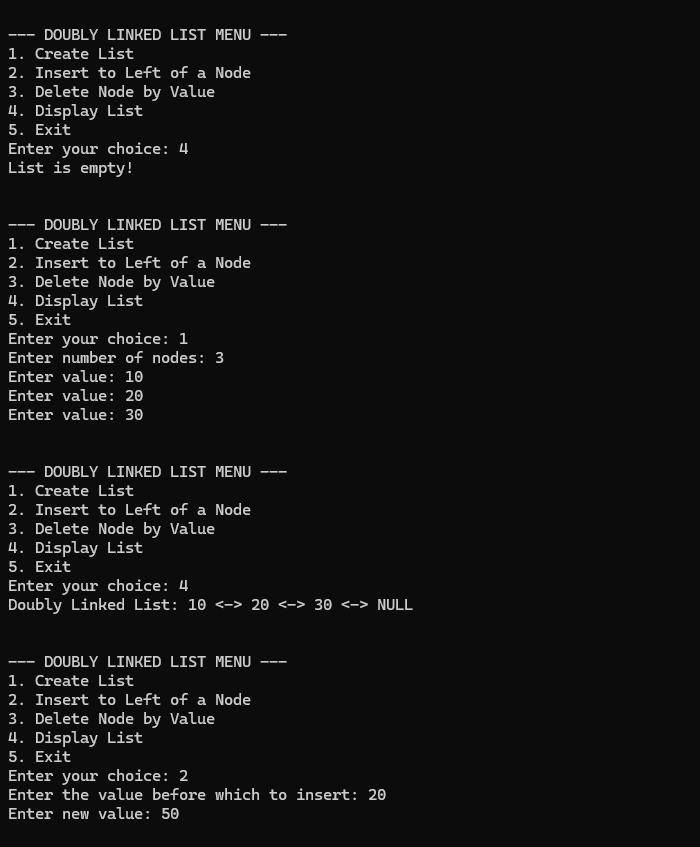 --- DOUBLY LINKED LIST MENU ---
1. Create List
2. Insert to Left of a Node
3. Delete Node by Value
4. Display List
5. Exit
Enter your choice: 4
List is empty!
--- DOUBLY LINKED LIST MENU ---
1. Create List
2. Insert to Left of a Node
3. Delete Node by Value
4. Display List
5. Exit
Enter your choice: 1
Enter number of nodes: 3
Enter value: 10
Enter value: 20
Enter value: 30
--- DOUBLY LINKED LIST MENU ---
1. Create List
2. Insert to Left of a Node
3. Delete Node by Value
4. Display List
5. Exit
Enter your choice: 4
Doubly Linked List: 10 <-> 20 <-> 30 <-> NULL
--- DOUBLY LINKED LIST MENU ---
1. Create List
2. Insert to Left of a Node
3. Delete Node by Value
4. Display List
5. Exit
Enter your choice: 2
Enter the value before which to insert: 20
Enter new value: 50